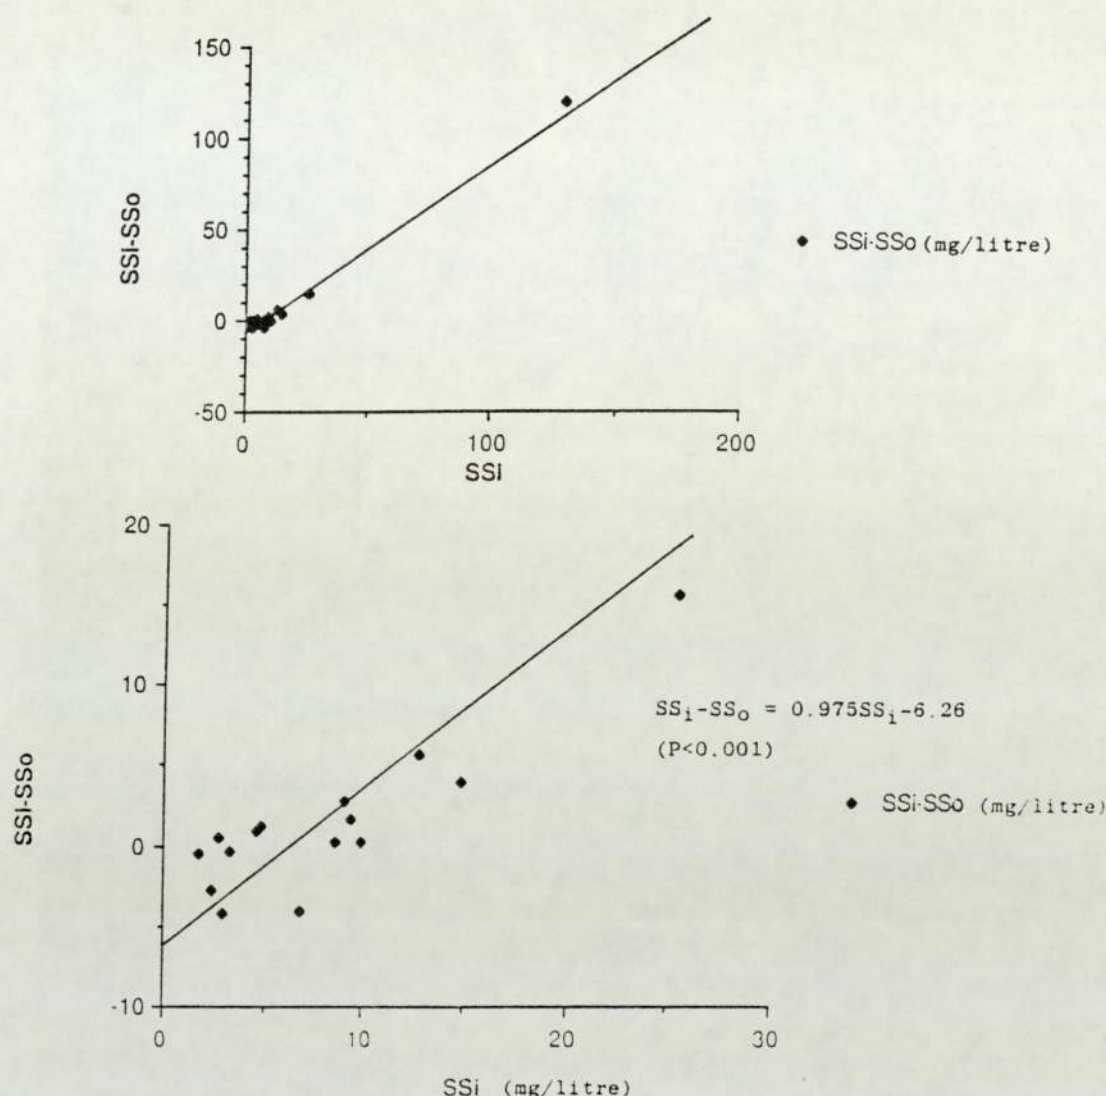 150
100
50
0
-50
SSi-SSo
0
100
200
SSi
SSi-SSo (mg/litre)
20
10
0
-10
SSi-SSo
SSi-SSo = 0.975SSi-6.26
(P<0.001)
SSi-SSo (mg/litre)
0
10
20
30
SSi (mg/litre)